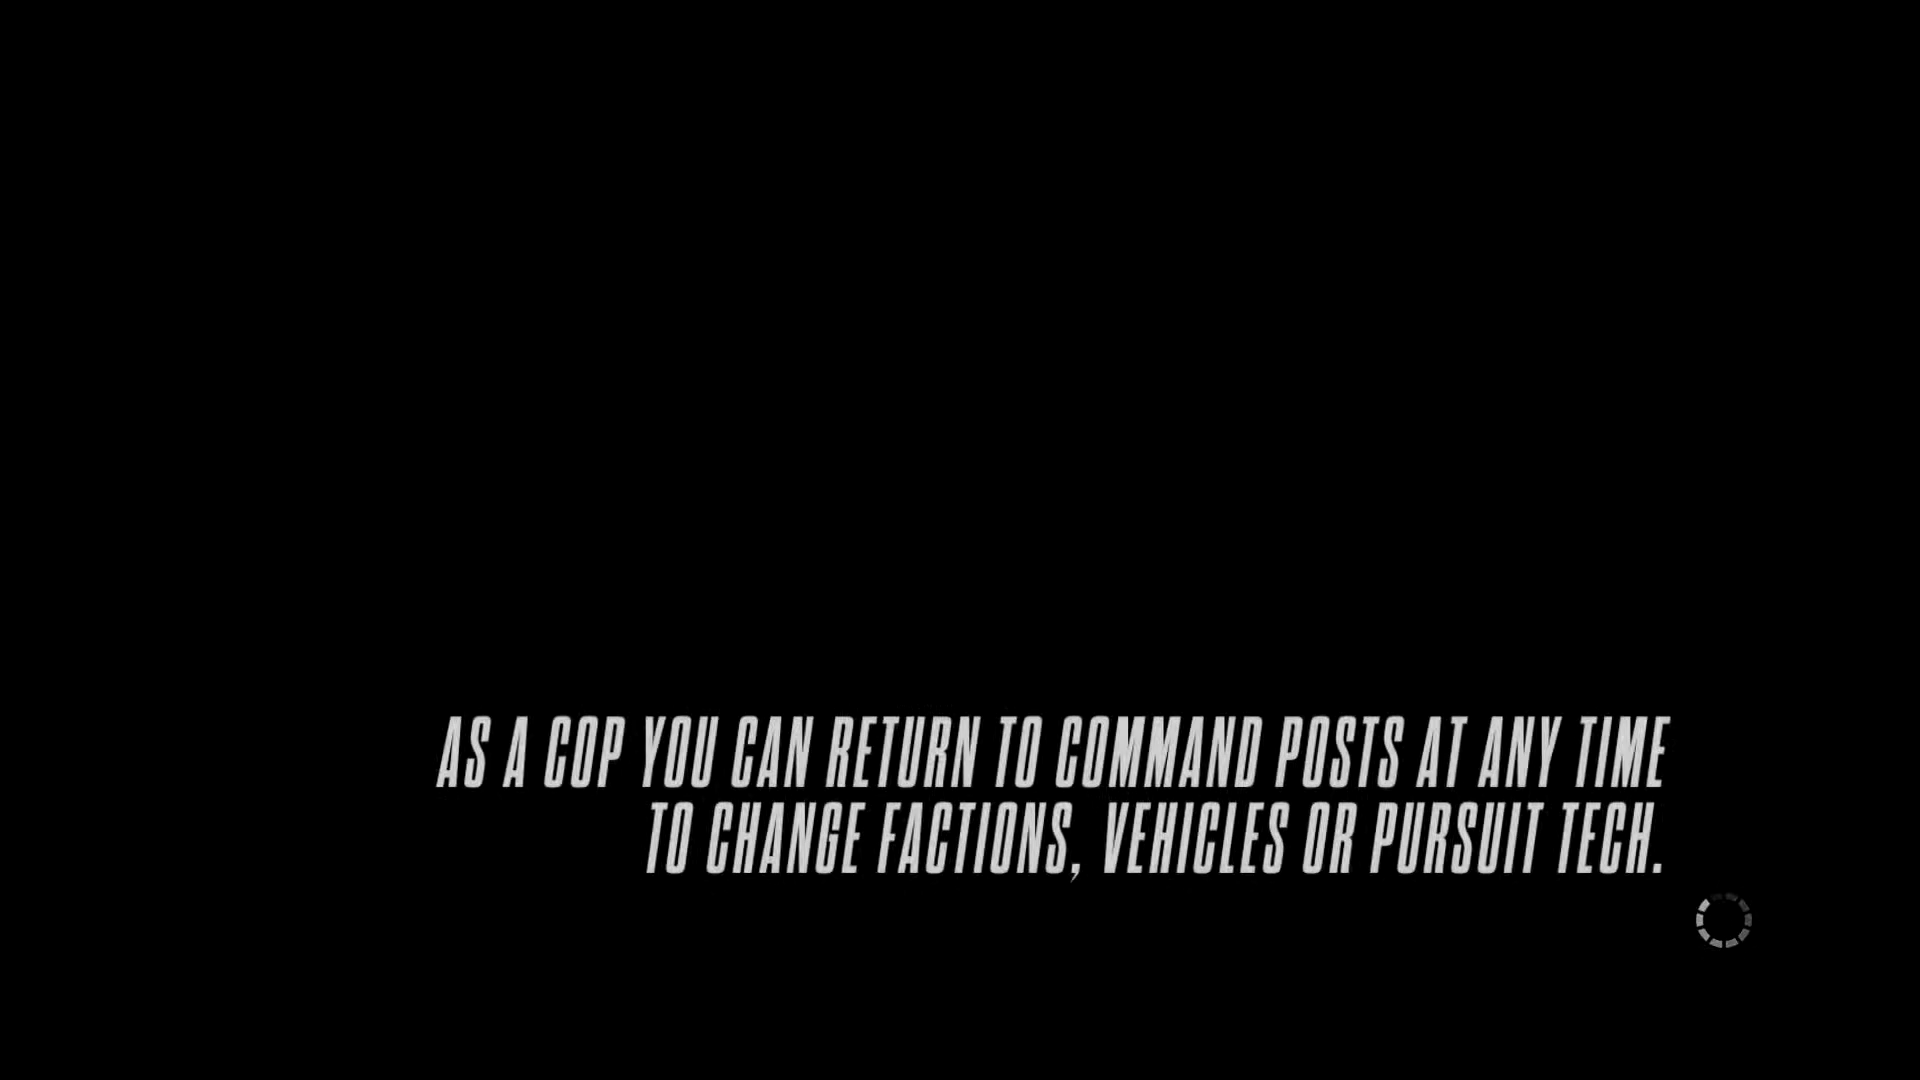 AS A COP YOU CAN RETURN TO COMMAND POSTS AT ANY TIME
TO CHANGE FACTIONS, VEHICLES OR PURSUIT TECH.